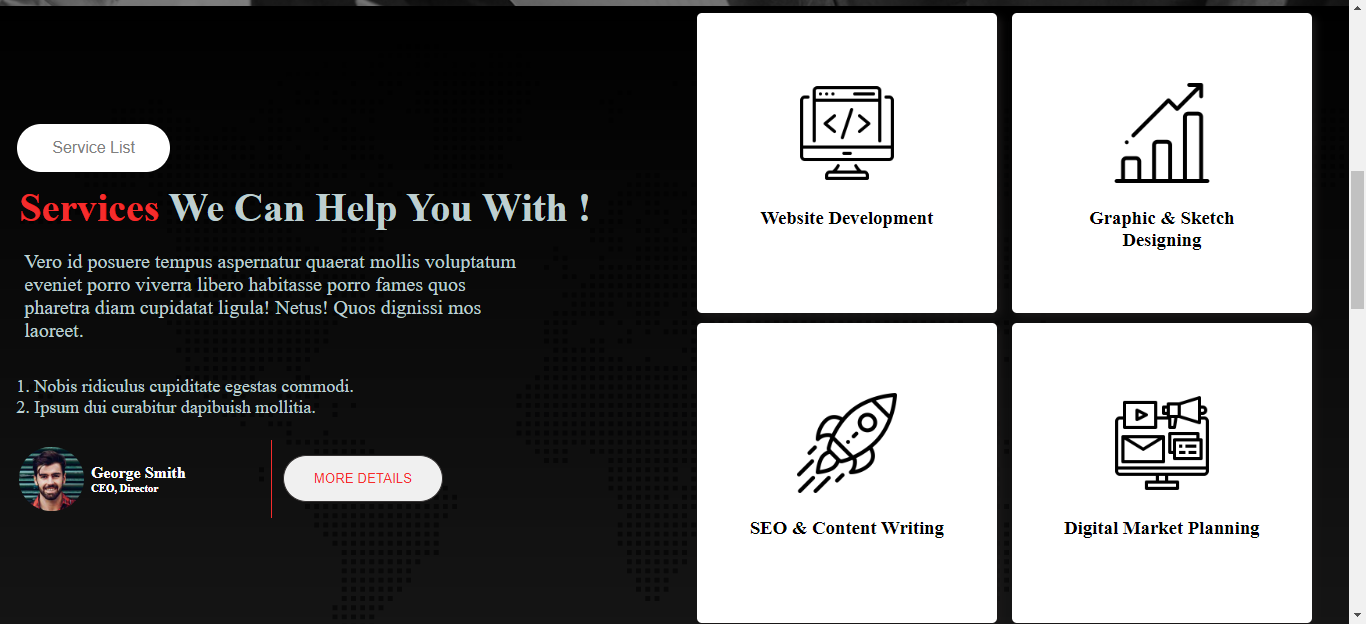 Service List
Services We Can Help You With !
Vero id posuere tempus aspernatur quaerat mollis voluptatum
eveniet porro viverra libero habitasse porro fames quos
pharetra diam cupidatat ligula! Netus! Quos dignissi mos
laoreet.
1. Nobis ridiculus cupiditate egestas commodi.
2. Ipsum dui curabitur dapibuish mollitia.
George Smith
CEO, Director
MORE DETAILS
Website Development
Graphic & Sketch
Designing
SEO & Content Writing
Digital Market Planning